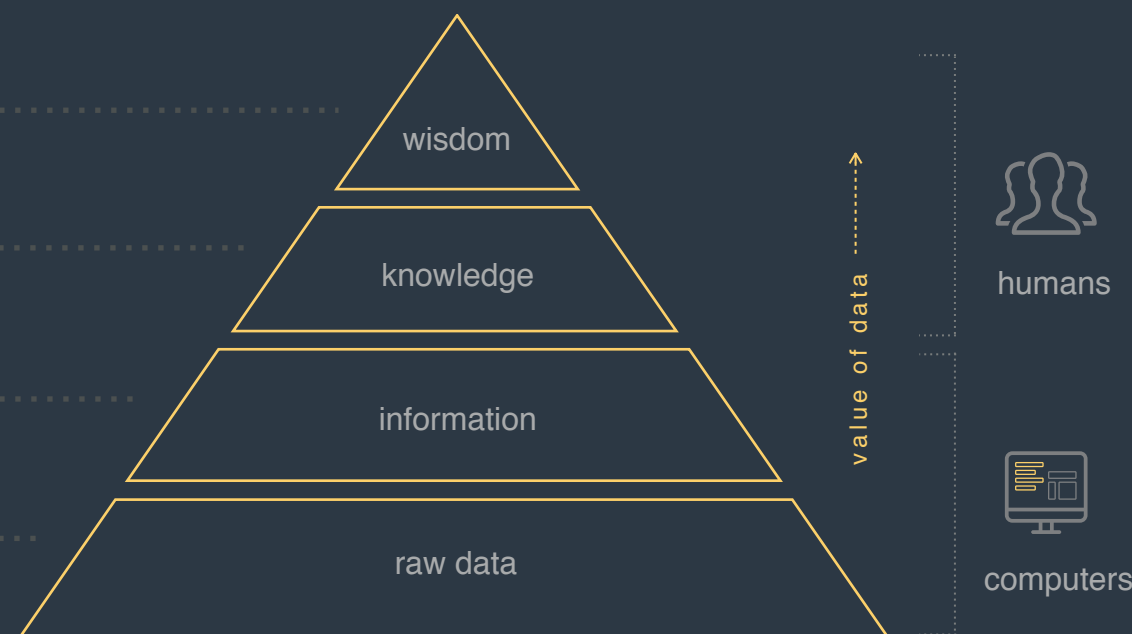 wisdom
knowledge
information
raw data
value of data
humans
computers